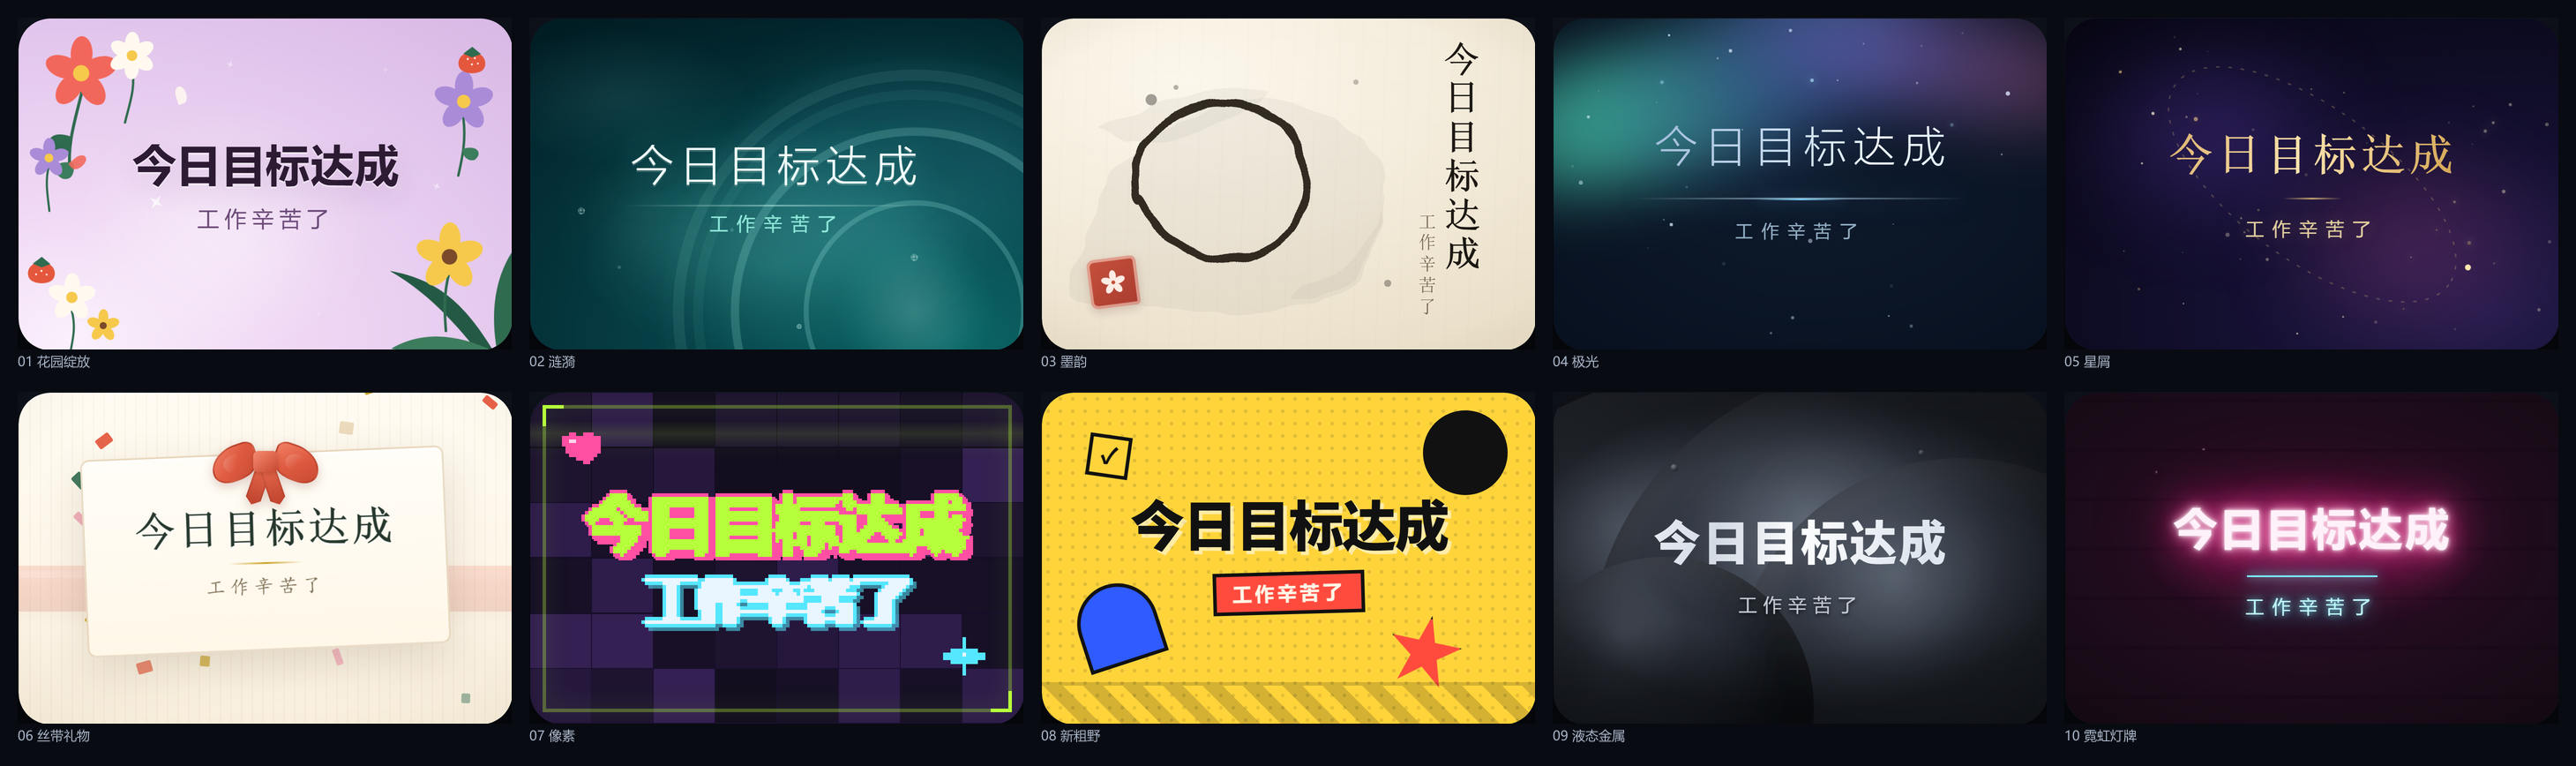 今日目标达成
工作辛苦了
01 花园绽放
今日目标达成
工作辛苦了
02 涟漪
今日目标达成
工作辛苦了
03 墨韵
今日目标达成
工作辛苦了
04 极光
今日目标达成
工作辛苦了
05 星屑
今日目标达成
工作辛苦了
06 丝带礼物
今日目标达成
工作辛苦了
07 像素
今日目标达成
工作辛苦了
08 新粗野
今日目标达成
工作辛苦了
09 液态金属
今日目标达成
工作辛苦了
10 霓虹灯牌